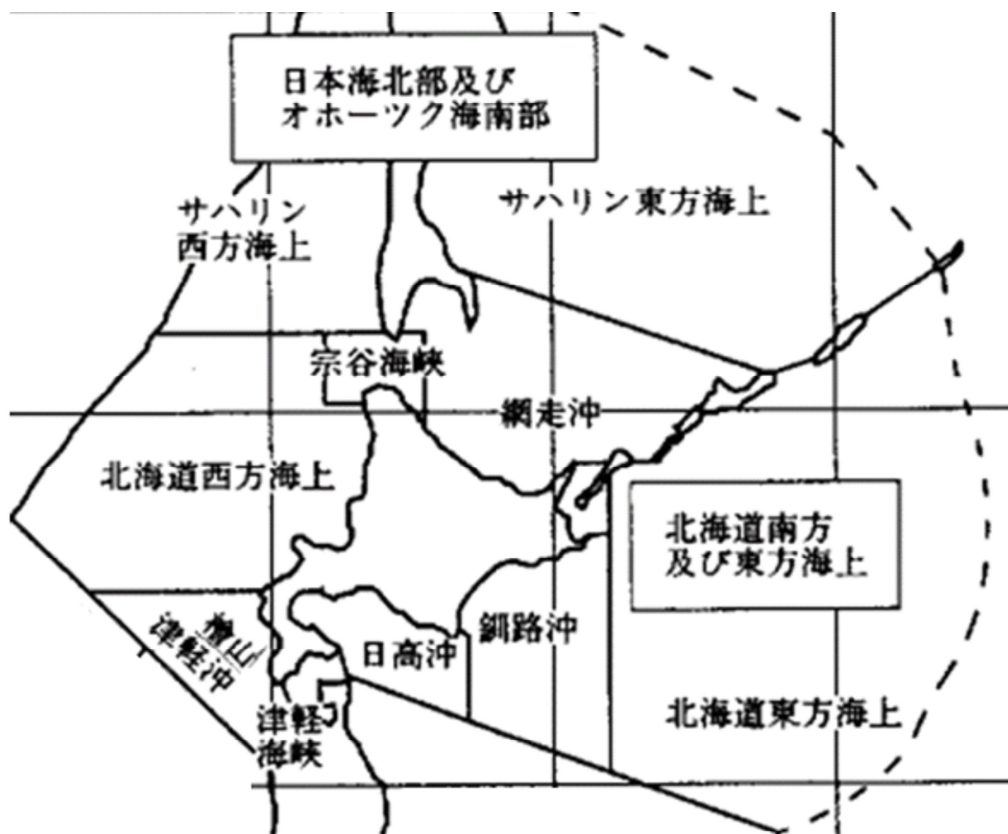 日本海北部及び
オホーツク海南部
サハリン
西方海上
サハリン東方海上
宗谷海峡
網走沖
北海道西方海上
北海道南方
及び東方海上
檜山
津軽沖
日高沖
釧路沖
北海道東方海上
津軽
海峡